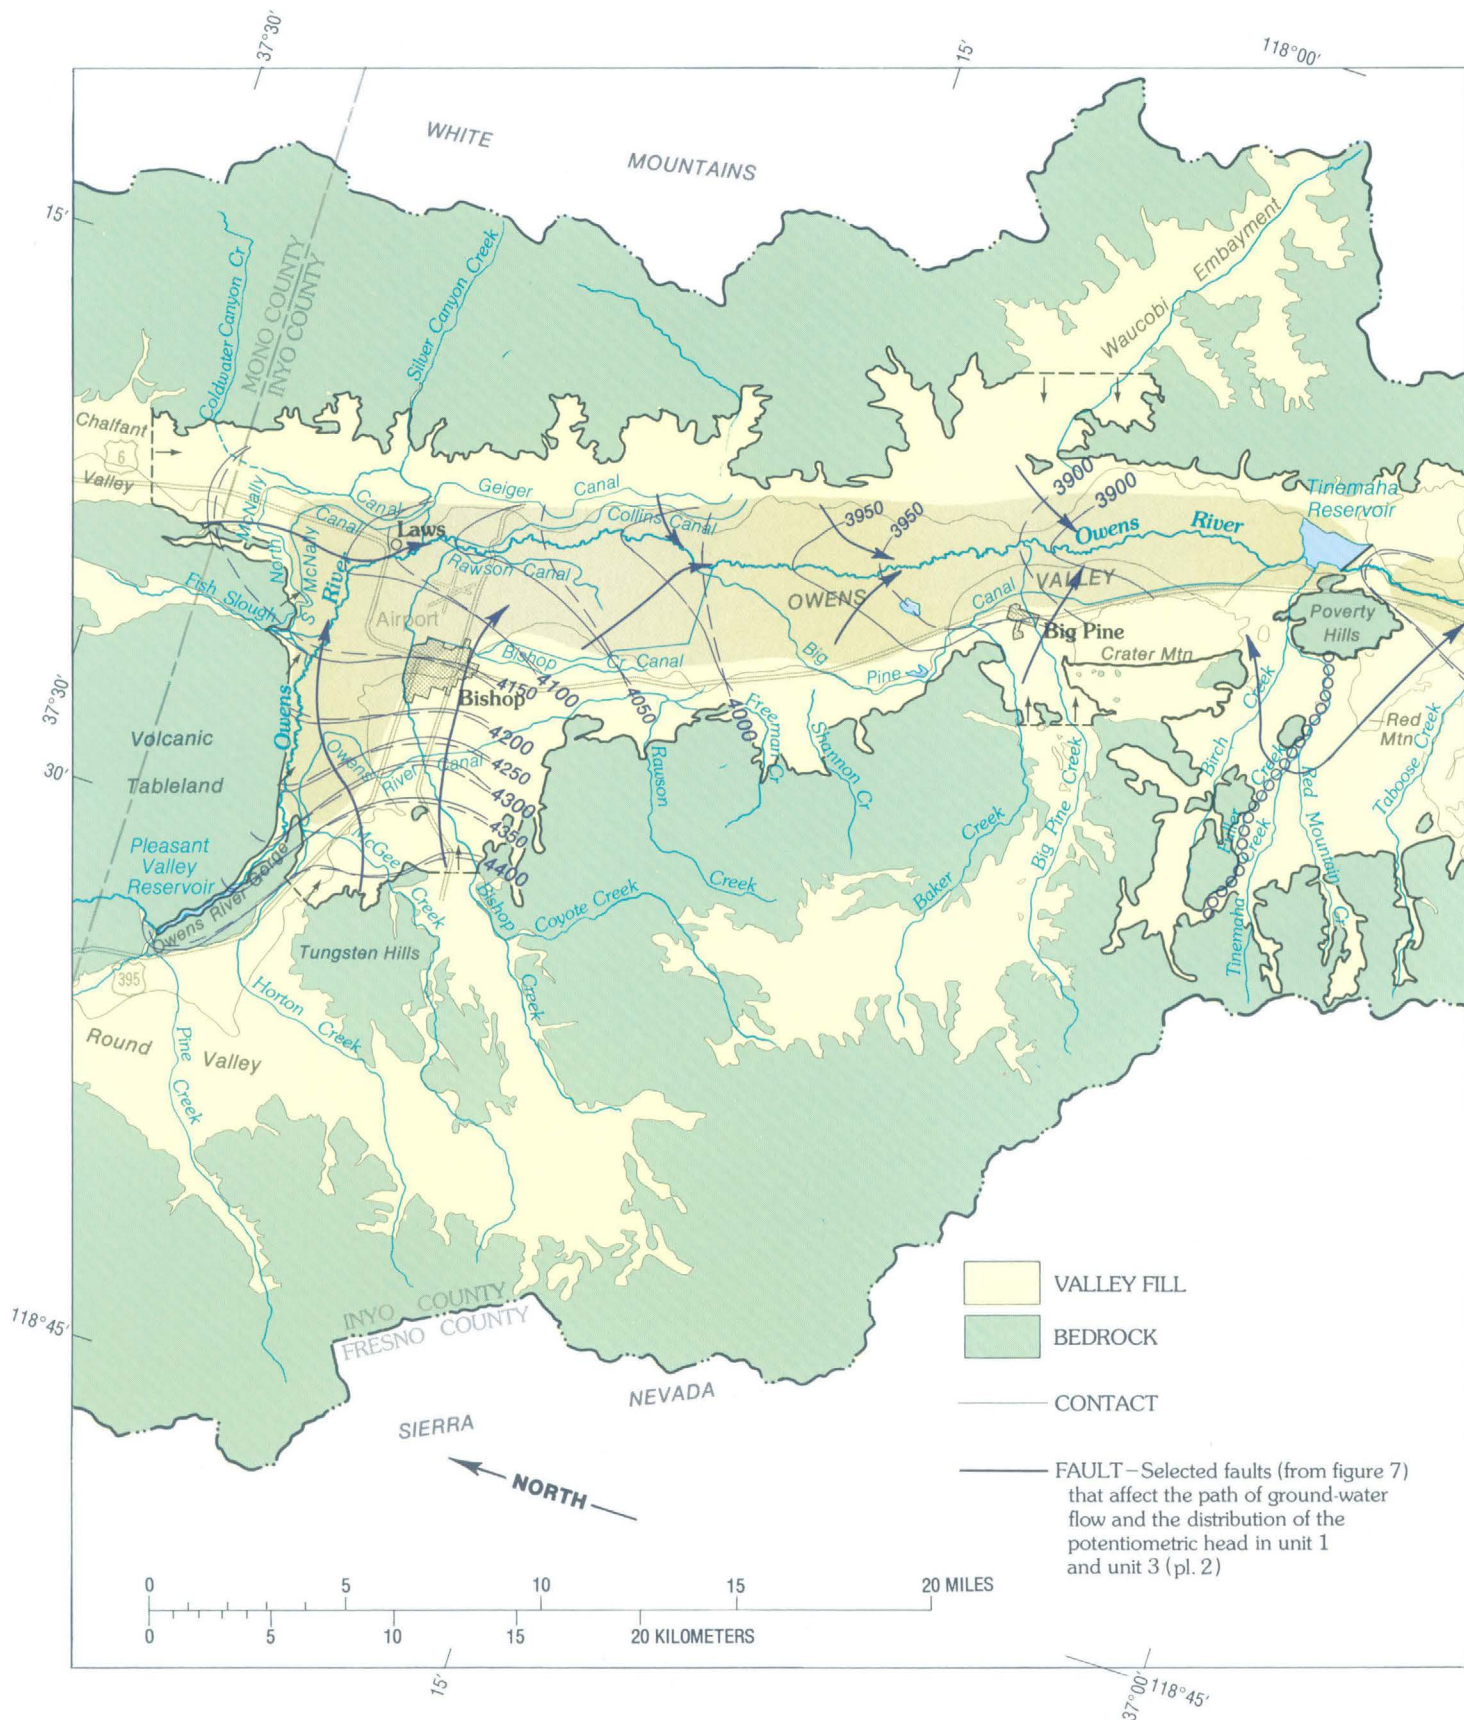 37°30'
15'
118°00'
WHITE
MOUNTAINS
15'
Coldwater Canyon Cr
MONO COUNTY
INYO COUNTY
Silver Canyon Creek
Waucobi
Embayment
Chalfant
6
Valley
McNally
Canal
Geiger
Canal
North
Canal
Laws
Collins Canal
3950
3950
3900
3900
Tinemaha
Reservoir
Owens
River
S McNally
River
Rawson Canal
Fish Slough
Airport
OWENS
VALLEY
Canal
Poverty
Hills
Big Pine
Crater Mtn
Bishop
Cr Canal
Big
Pine
Bishop
4150
4100
4050
4000
Freeman
Cr
Shannon
Cr
37°30'
Owens
Volcanic
Tableland
30'
4200
4250
4300
4350
4400
Owens
River
Canal
Rawson
Creek
Red
Mtn
Birch
Creek
Taboose Creek
Fuller
Creek
Red
Mountain
Cr
Tinemaha
Creek
Pleasant
Valley
Reservoir
Owens River Gorge
McGee
Creek
Bishop
Creek
Coyote Creek
Creek
Baker
Creek
Big Pine Creek
Tungsten Hills
395
Horton
Creek
Round
Valley
Pine
Creek
118°45'
INYO COUNTY
FRESNO COUNTY
SIERRA
NEVADA
NORTH
VALLEY FILL
BEDROCK
CONTACT
FAULT–Selected faults (from figure 7)
that affect the path of ground-water
flow and the distribution of the
potentiometric head in unit 1
and unit 3 (pl. 2)
0 5 10 15 20 MILES
0 5 10 15 20 KILOMETERS
15'
37°00'
118°45'